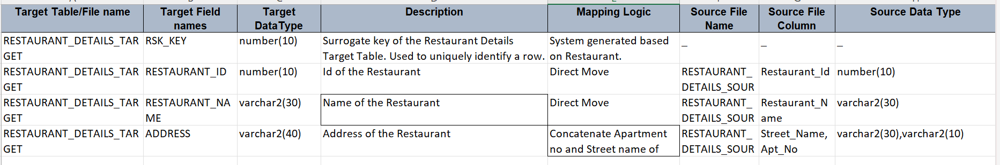 Target Table/File name Target Field Target Description Mapping Logic Source File Source File Source Data Type
names DataType Name Column
RESTAURANT_DETAILS_TAR RSK_KEY number(10) Surrogate key of the Restaurant Details System generated based _ _ _
GET Target Table. Used to uniquely identify a row. on Restaurant.
RESTAURANT_DETAILS_TAR RESTAURANT_ID number(10) Id of the Restaurant Direct Move RESTAURANT_ Restaurant_Id number(10)
GET DETAILS_SOUR
RESTAURANT_DETAILS_TAR RESTAURANT_NA varchar2(30) Name of the Restaurant Direct Move RESTAURANT_ Restaurant_N varchar2(30)
GET ME DETAILS_SOUR ame
RESTAURANT_DETAILS_TAR ADDRESS varchar2(40) Address of the Restaurant Concatenate Apartment RESTAURANT_ Street_Name, varchar2(30),varchar2(10)
GET no and Street name of DETAILS_SOUR Apt_No